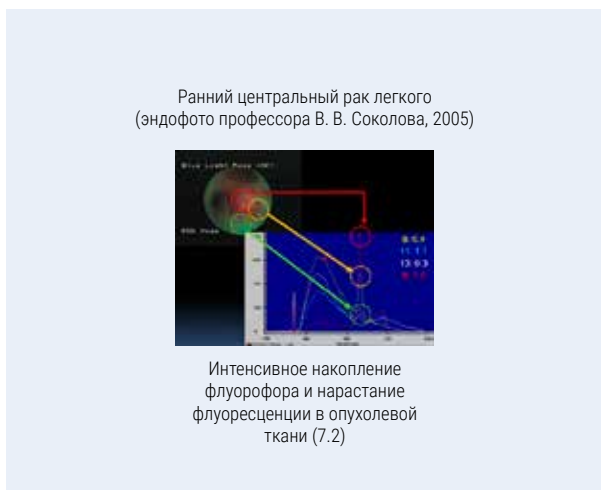 Ранний центральный рак легкого
(эндофото профессора В. В. Соколова, 2005)
Интенсивное накопление
флуорофора и нарастание
флуоресценции в опухолевой
ткани (7.2)